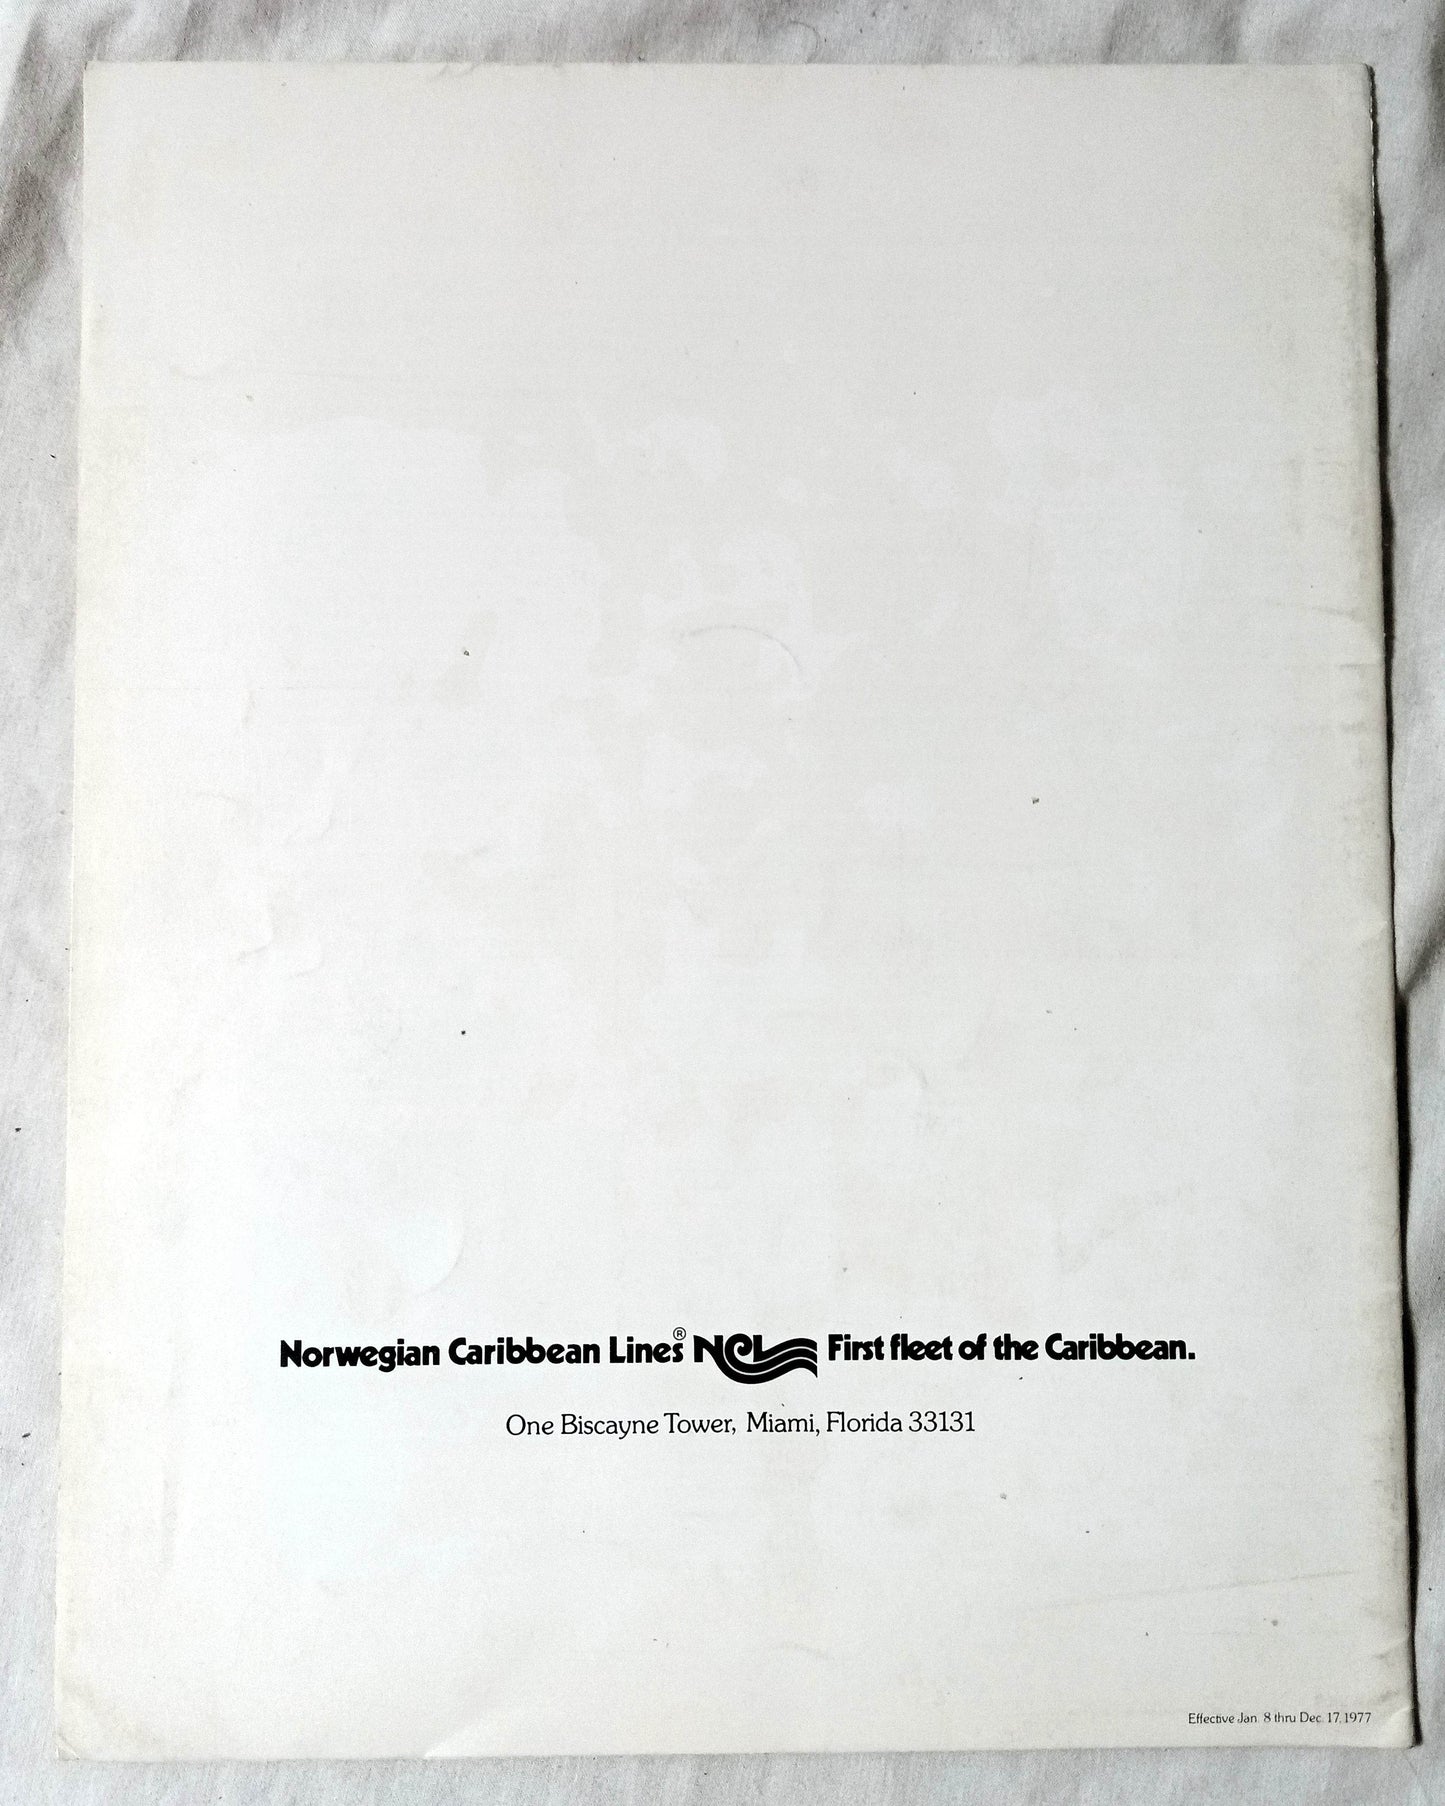 Norwegian Caribbean Lines® NCL First fleet of the Caribbean.
One Biscayne Tower, Miami, Florida 33131
Effective Jan. 8 thru Dec. 17, 1977